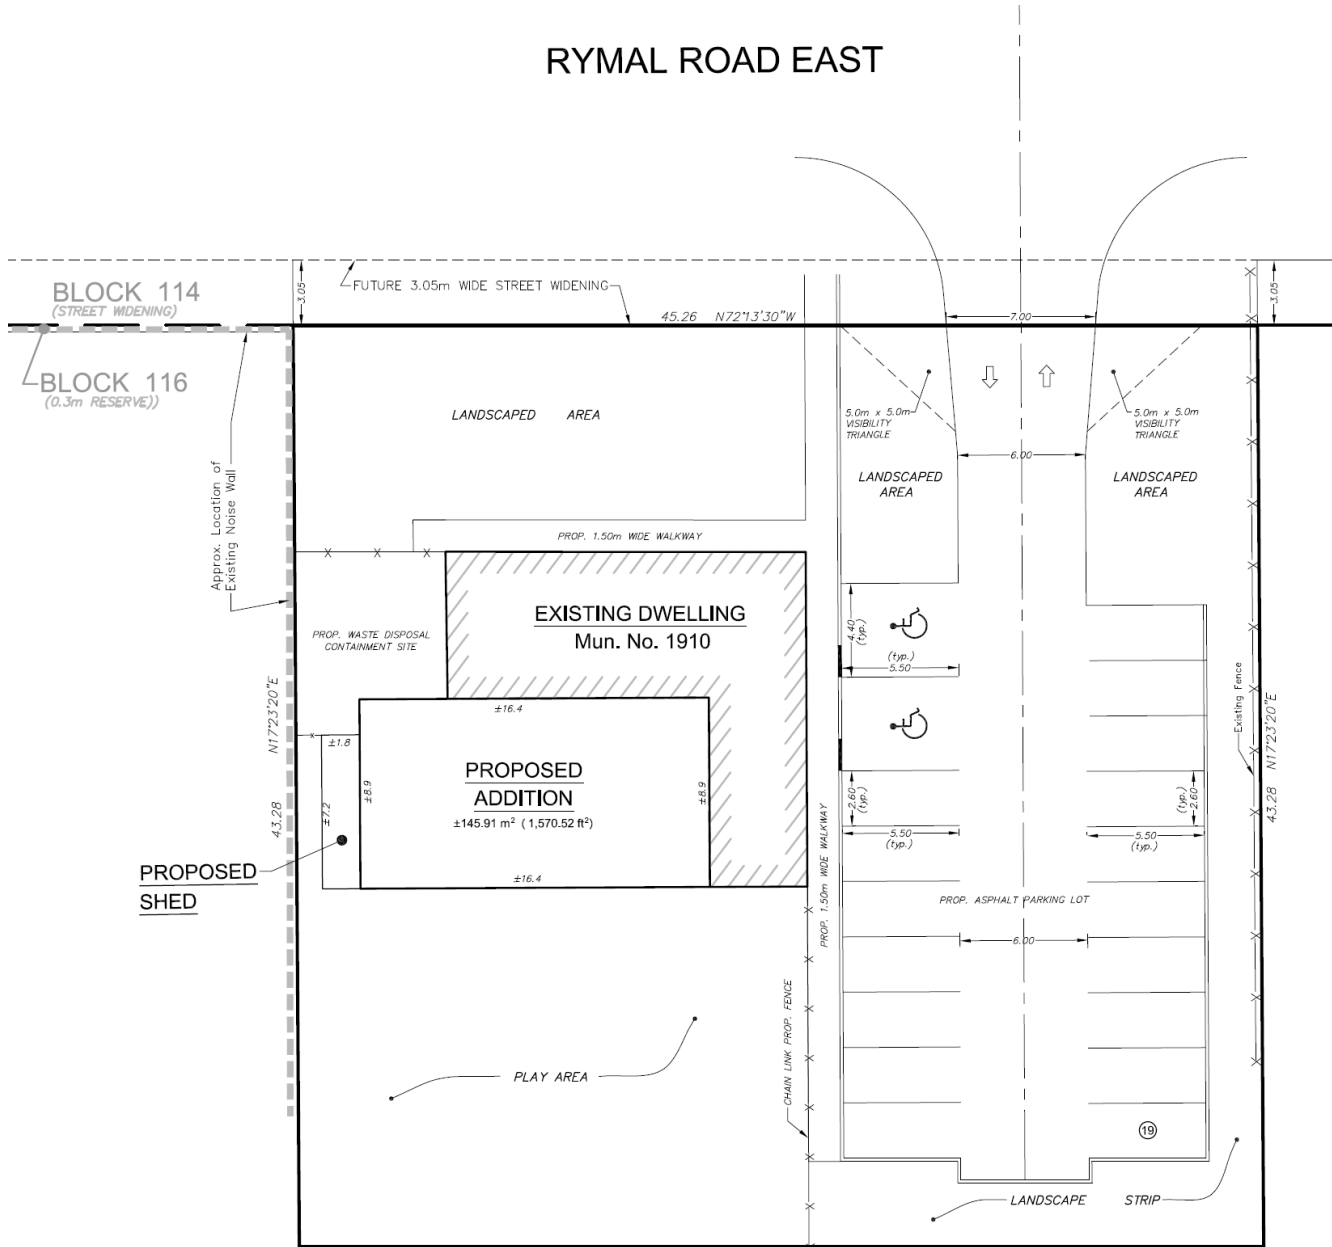 RYMAL ROAD EAST
BLOCK 114
(STREET WIDENING)
3.05
FUTURE 3.05m WIDE STREET WIDENING
3.05
45.26 N72°13'30"W
7.00
BLOCK 116
(0.3m RESERVE))
LANDSCAPED AREA
5.0m x 5.0m
VISIBILITY
TRIANGLE
5.0m x 5.0m
VISIBILITY
TRIANGLE
6.00
Approx. Location of
Existing Noise Wall
LANDSCAPED
AREA
LANDSCAPED
AREA
PROP. 1.50m WIDE WALKWAY
EXISTING DWELLING
Mun. No. 1910
PROP. WASTE DISPOSAL
CONTAINMENT SITE
4.40
(typ.)
(typ.)
5.50
N17°23'20"E
43.28
±16.4
±1.8
±7.2
±8.9
±8.9
PROPOSED
ADDITION
±145.91 m² (1,570.52 ft²)
±16.4
PROPOSED
SHED
2.60
(typ.)
5.50
(typ.)
(typ.)
2.60
5.50
(typ.)
Existing Fence
N17°23'20"E
43.28
PROP. 1.50m WIDE WALKWAY
PROP. ASPHALT PARKING LOT
6.00
CHAIN LINK PROP. FENCE
PLAY AREA
19
LANDSCAPE STRIP